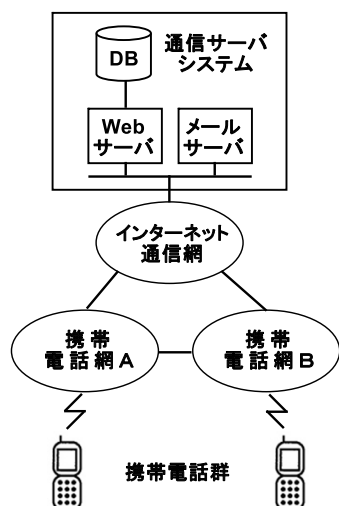 通信サーバ
システム
DB
Web
サーバ
メール
サーバ
インターネット
通信網
携帯
電話網A
携帯
電話網B
携帯電話群